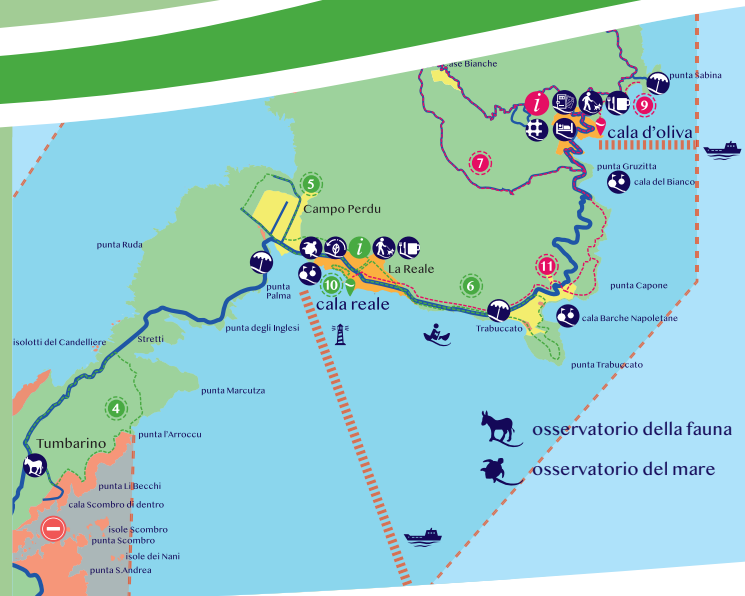 ase Bianche
punta Sabina
i
9
cala d'oliva
7
punta Gruzitta
cala del Bianco
5
Campo Perdu
punta Ruda
i
La Reale
11
punta Capone
punta
Palma
10
cala reale
6
cala Barche Napoletane
Trabuccato
punta degli Inglesi
isolotti del Candelliere
Stretti
punta Trabuccato
punta Marcutza
4
punta l'Arroccu
osservatorio della fauna
Tumbarino
osservatorio del mare
punta Li Becchi
cala Scombro di dentro
isole Scombro
punta Scombro
isole dei Nani
punta S.Andrea